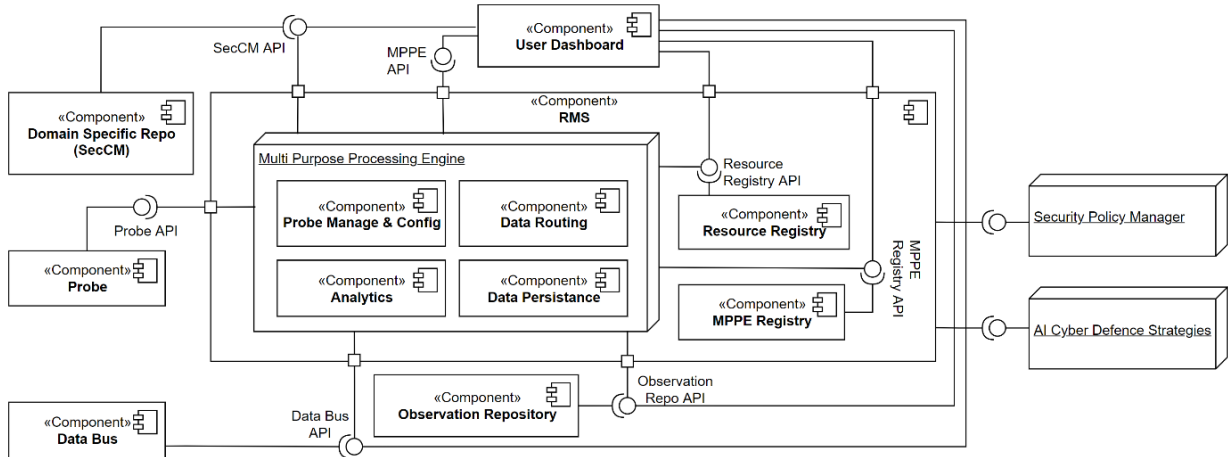 «Component»
User Dashboard
SecCM API
MPPE
API
«Component»
Domain Specific Repo
(SecCM)
«Component»
RMS
Multi Purpose Processing Engine
«Component»
Probe Manage & Config
«Component»
Data Routing
«Component»
Analytics
«Component»
Data Persistance
Resource
Registry API
«Component»
Resource Registry
MPPE
Registry API
«Component»
MPPE Registry
Probe API
«Component»
Probe
Security Policy Manager
AI Cyber Defence Strategies
«Component»
Observation Repository
Observation
Repo API
Data Bus
API
«Component»
Data Bus